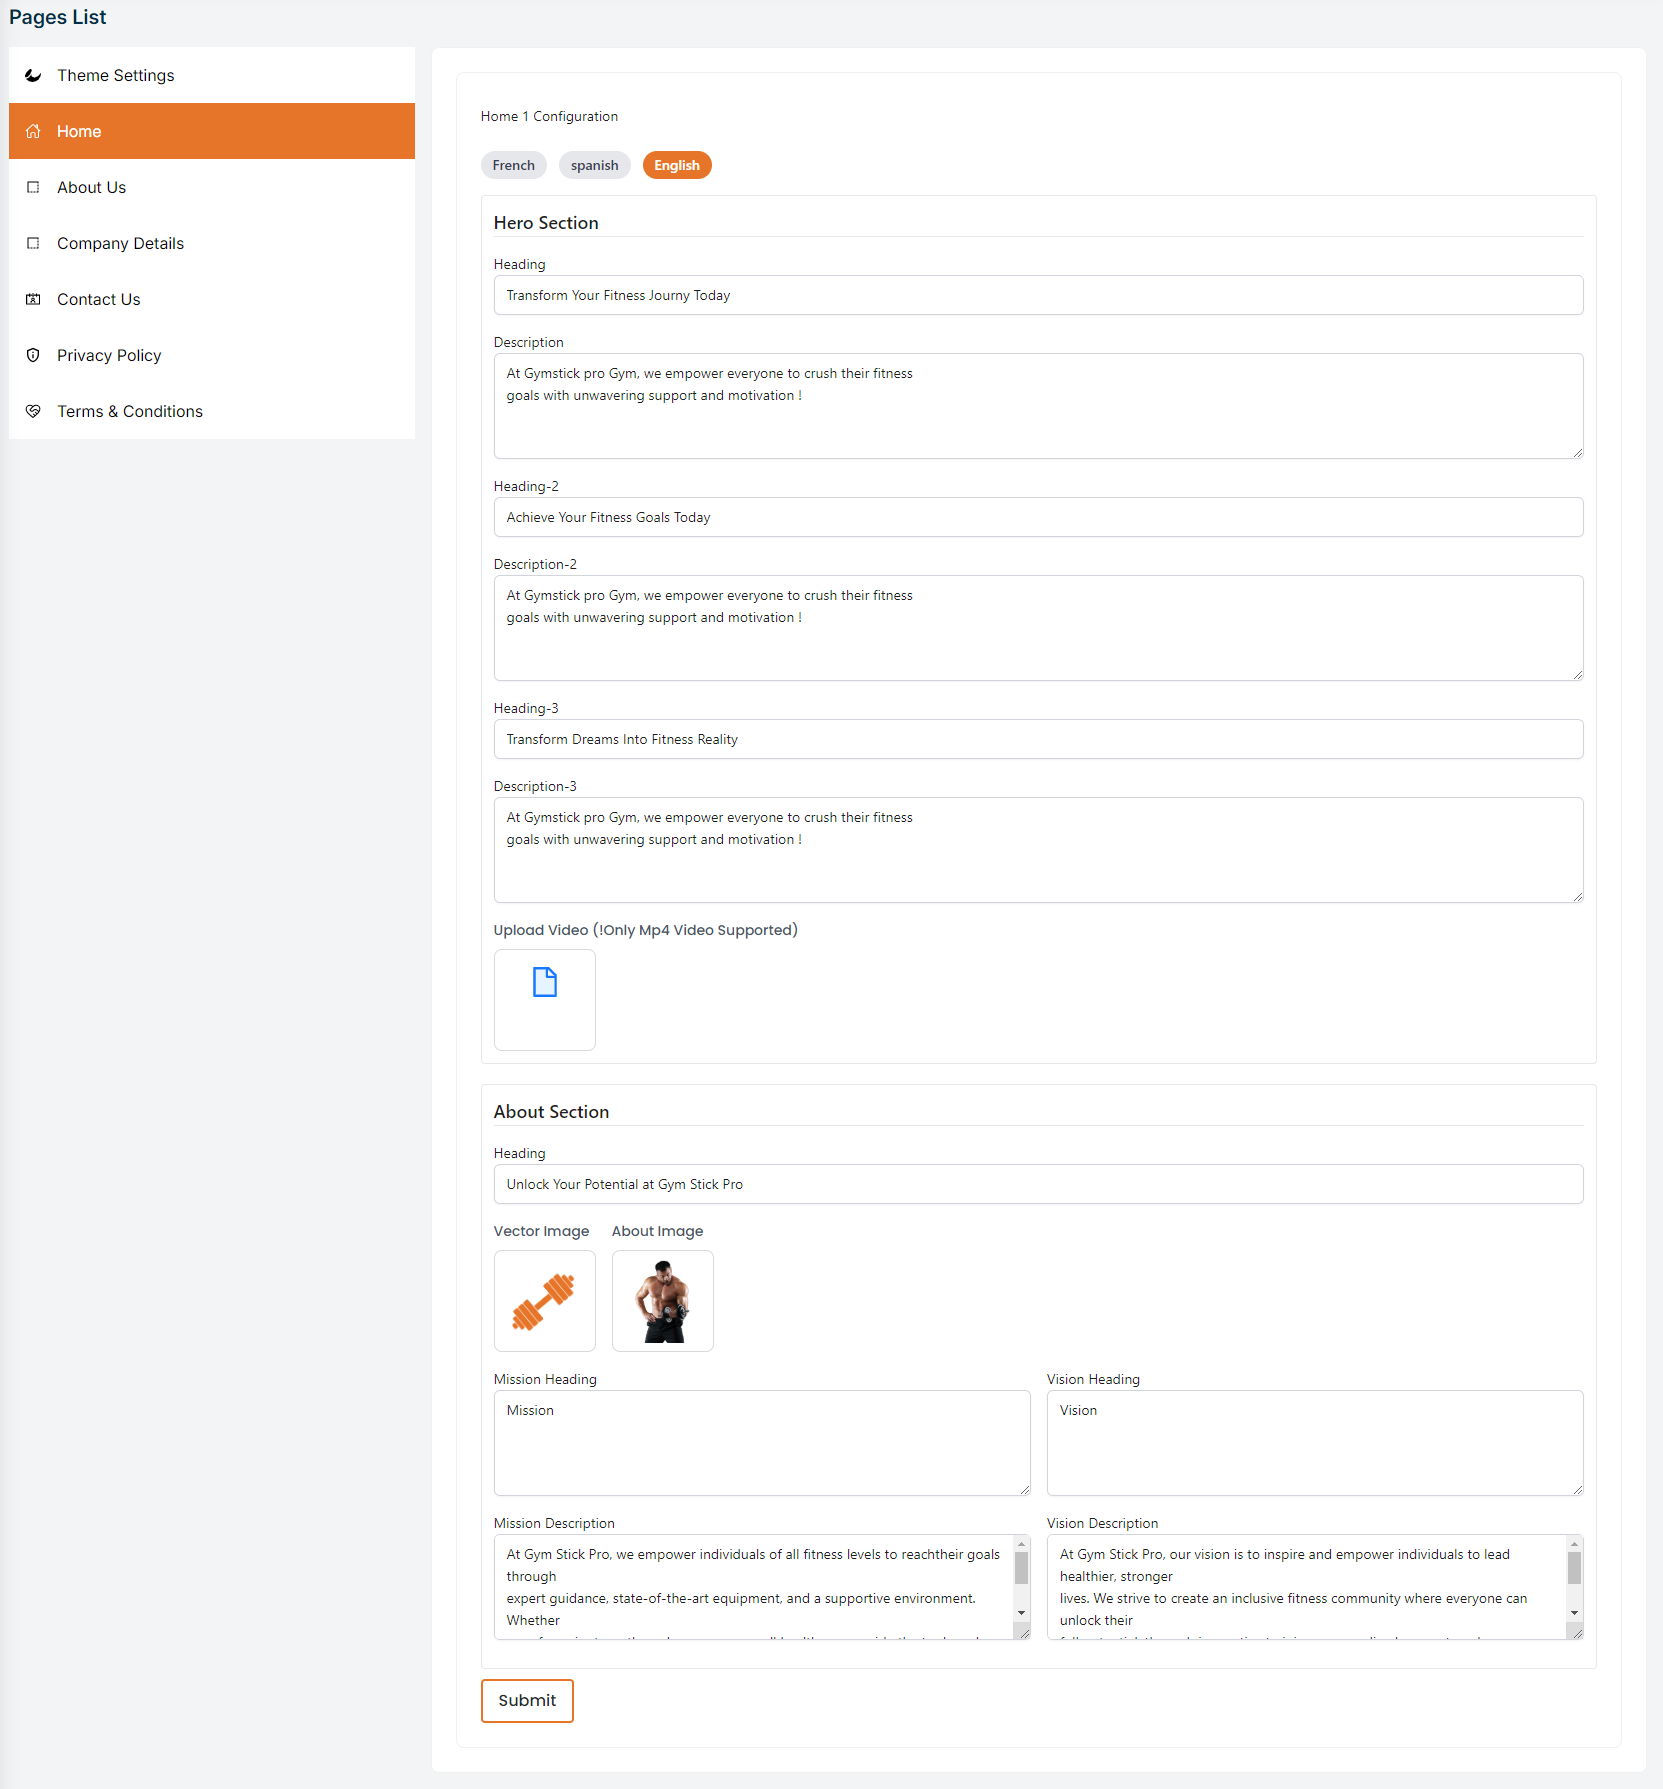 Pages List
Theme Settings
Home
About Us
Company Details
Contact Us
Privacy Policy
Terms & Conditions
Home 1 Configuration
French
spanish
English
Hero Section
Heading
Transform Your Fitness Journy Today
Description
At Gymstick pro Gym, we empower everyone to crush their fitness
goals with unwavering support and motivation !
Heading-2
Achieve Your Fitness Goals Today
Description-2
At Gymstick pro Gym, we empower everyone to crush their fitness
goals with unwavering support and motivation !
Heading-3
Transform Dreams Into Fitness Reality
Description-3
At Gymstick pro Gym, we empower everyone to crush their fitness
goals with unwavering support and motivation !
Upload Video (!Only Mp4 Video Supported)
About Section
Heading
Unlock Your Potential at Gym Stick Pro
Vector Image
About Image
Mission Heading
Mission
Vision Heading
Vision
Mission Description
At Gym Stick Pro, we empower individuals of all fitness levels to reachtheir goals
through
expert guidance, state-of-the-art equipment, and a supportive environment.
Whether
Vision Description
At Gym Stick Pro, our vision is to inspire and empower individuals to lead
healthier, stronger
lives. We strive to create an inclusive fitness community where everyone can
unlock their
Submit